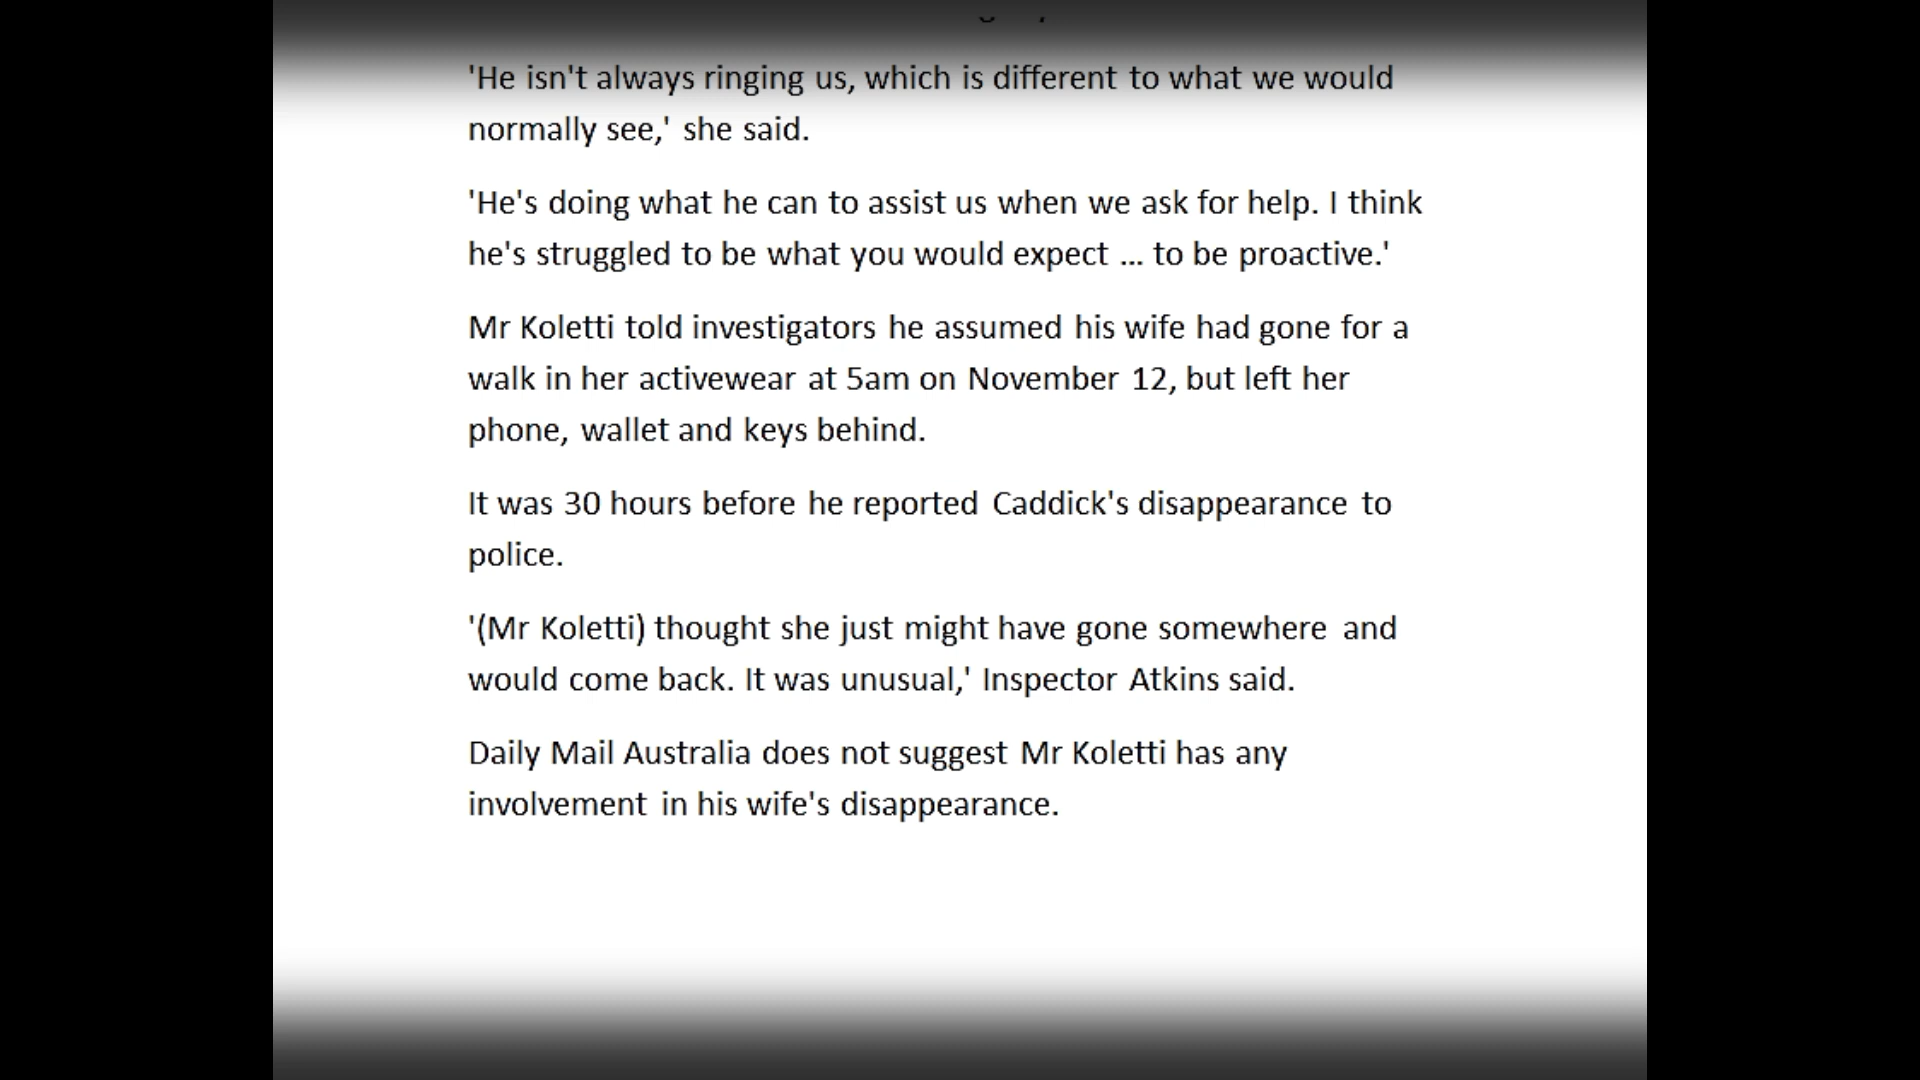 'He isn't always ringing us, which is different to what we would
normally see,' she said.
'He's doing what he can to assist us when we ask for help. I think
he's struggled to be what you would expect ... to be proactive.'
Mr Koletti told investigators he assumed his wife had gone for a
walk in her activewear at 5am on November 12, but left her
phone, wallet and keys behind.
It was 30 hours before he reported Caddick's disappearance to
police.
'(Mr Koletti) thought she just might have gone somewhere and
would come back. It was unusual,' Inspector Atkins said.
Daily Mail Australia does not suggest Mr Koletti has any
involvement in his wife's disappearance.